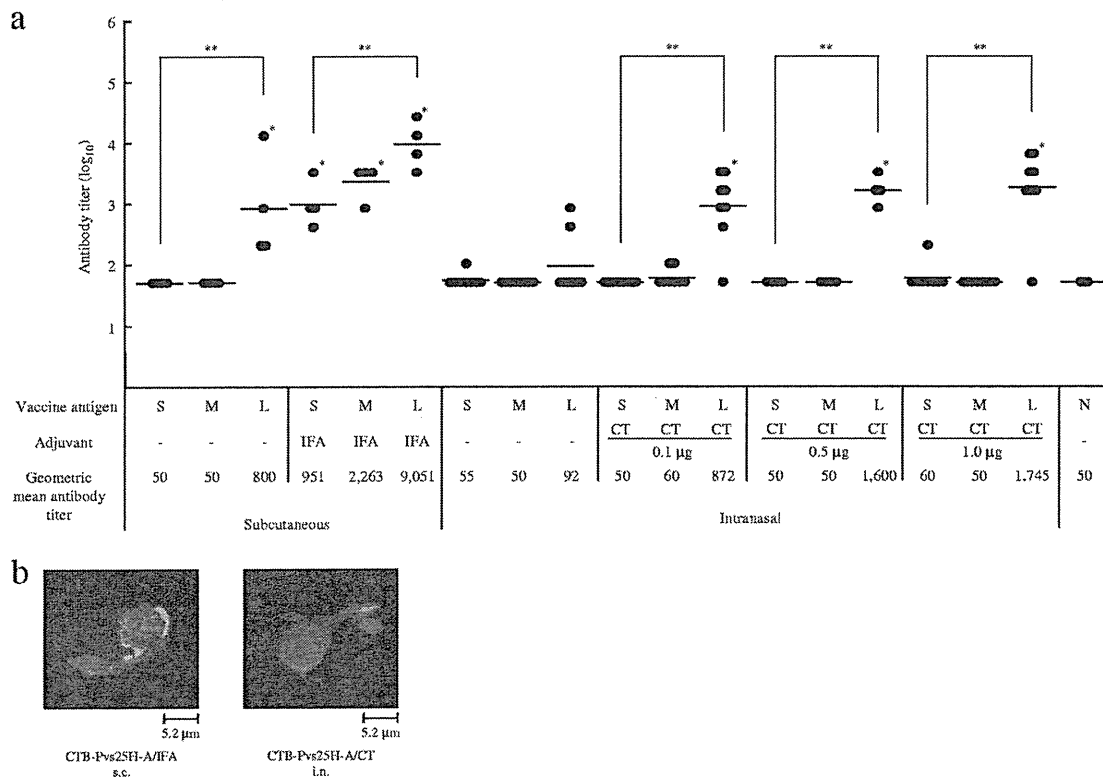 a
6
5
4
3
2
1
Antibody titer (log10)
** ** ** ** **
* * * * * * *
Vaccine antigen S M L S M L S M L S M L S M L S M L N
Adjuvant - - - IFA IFA IFA - - - CT CT CT CT CT CT CT CT CT -
0.1 µg 0.5 µg 1.0 µg
Geometric mean antibody titer 50 50 800 951 2,263 9,051 55 50 92 50 60 872 50 50 1,600 60 50 1.745 50
Subcutaneous Intranasal
b
5.2 µm 5.2 µm
CTB-Pvs25H-A/IFA CTB-Pvs25H-A/CT
s.c. i.n.